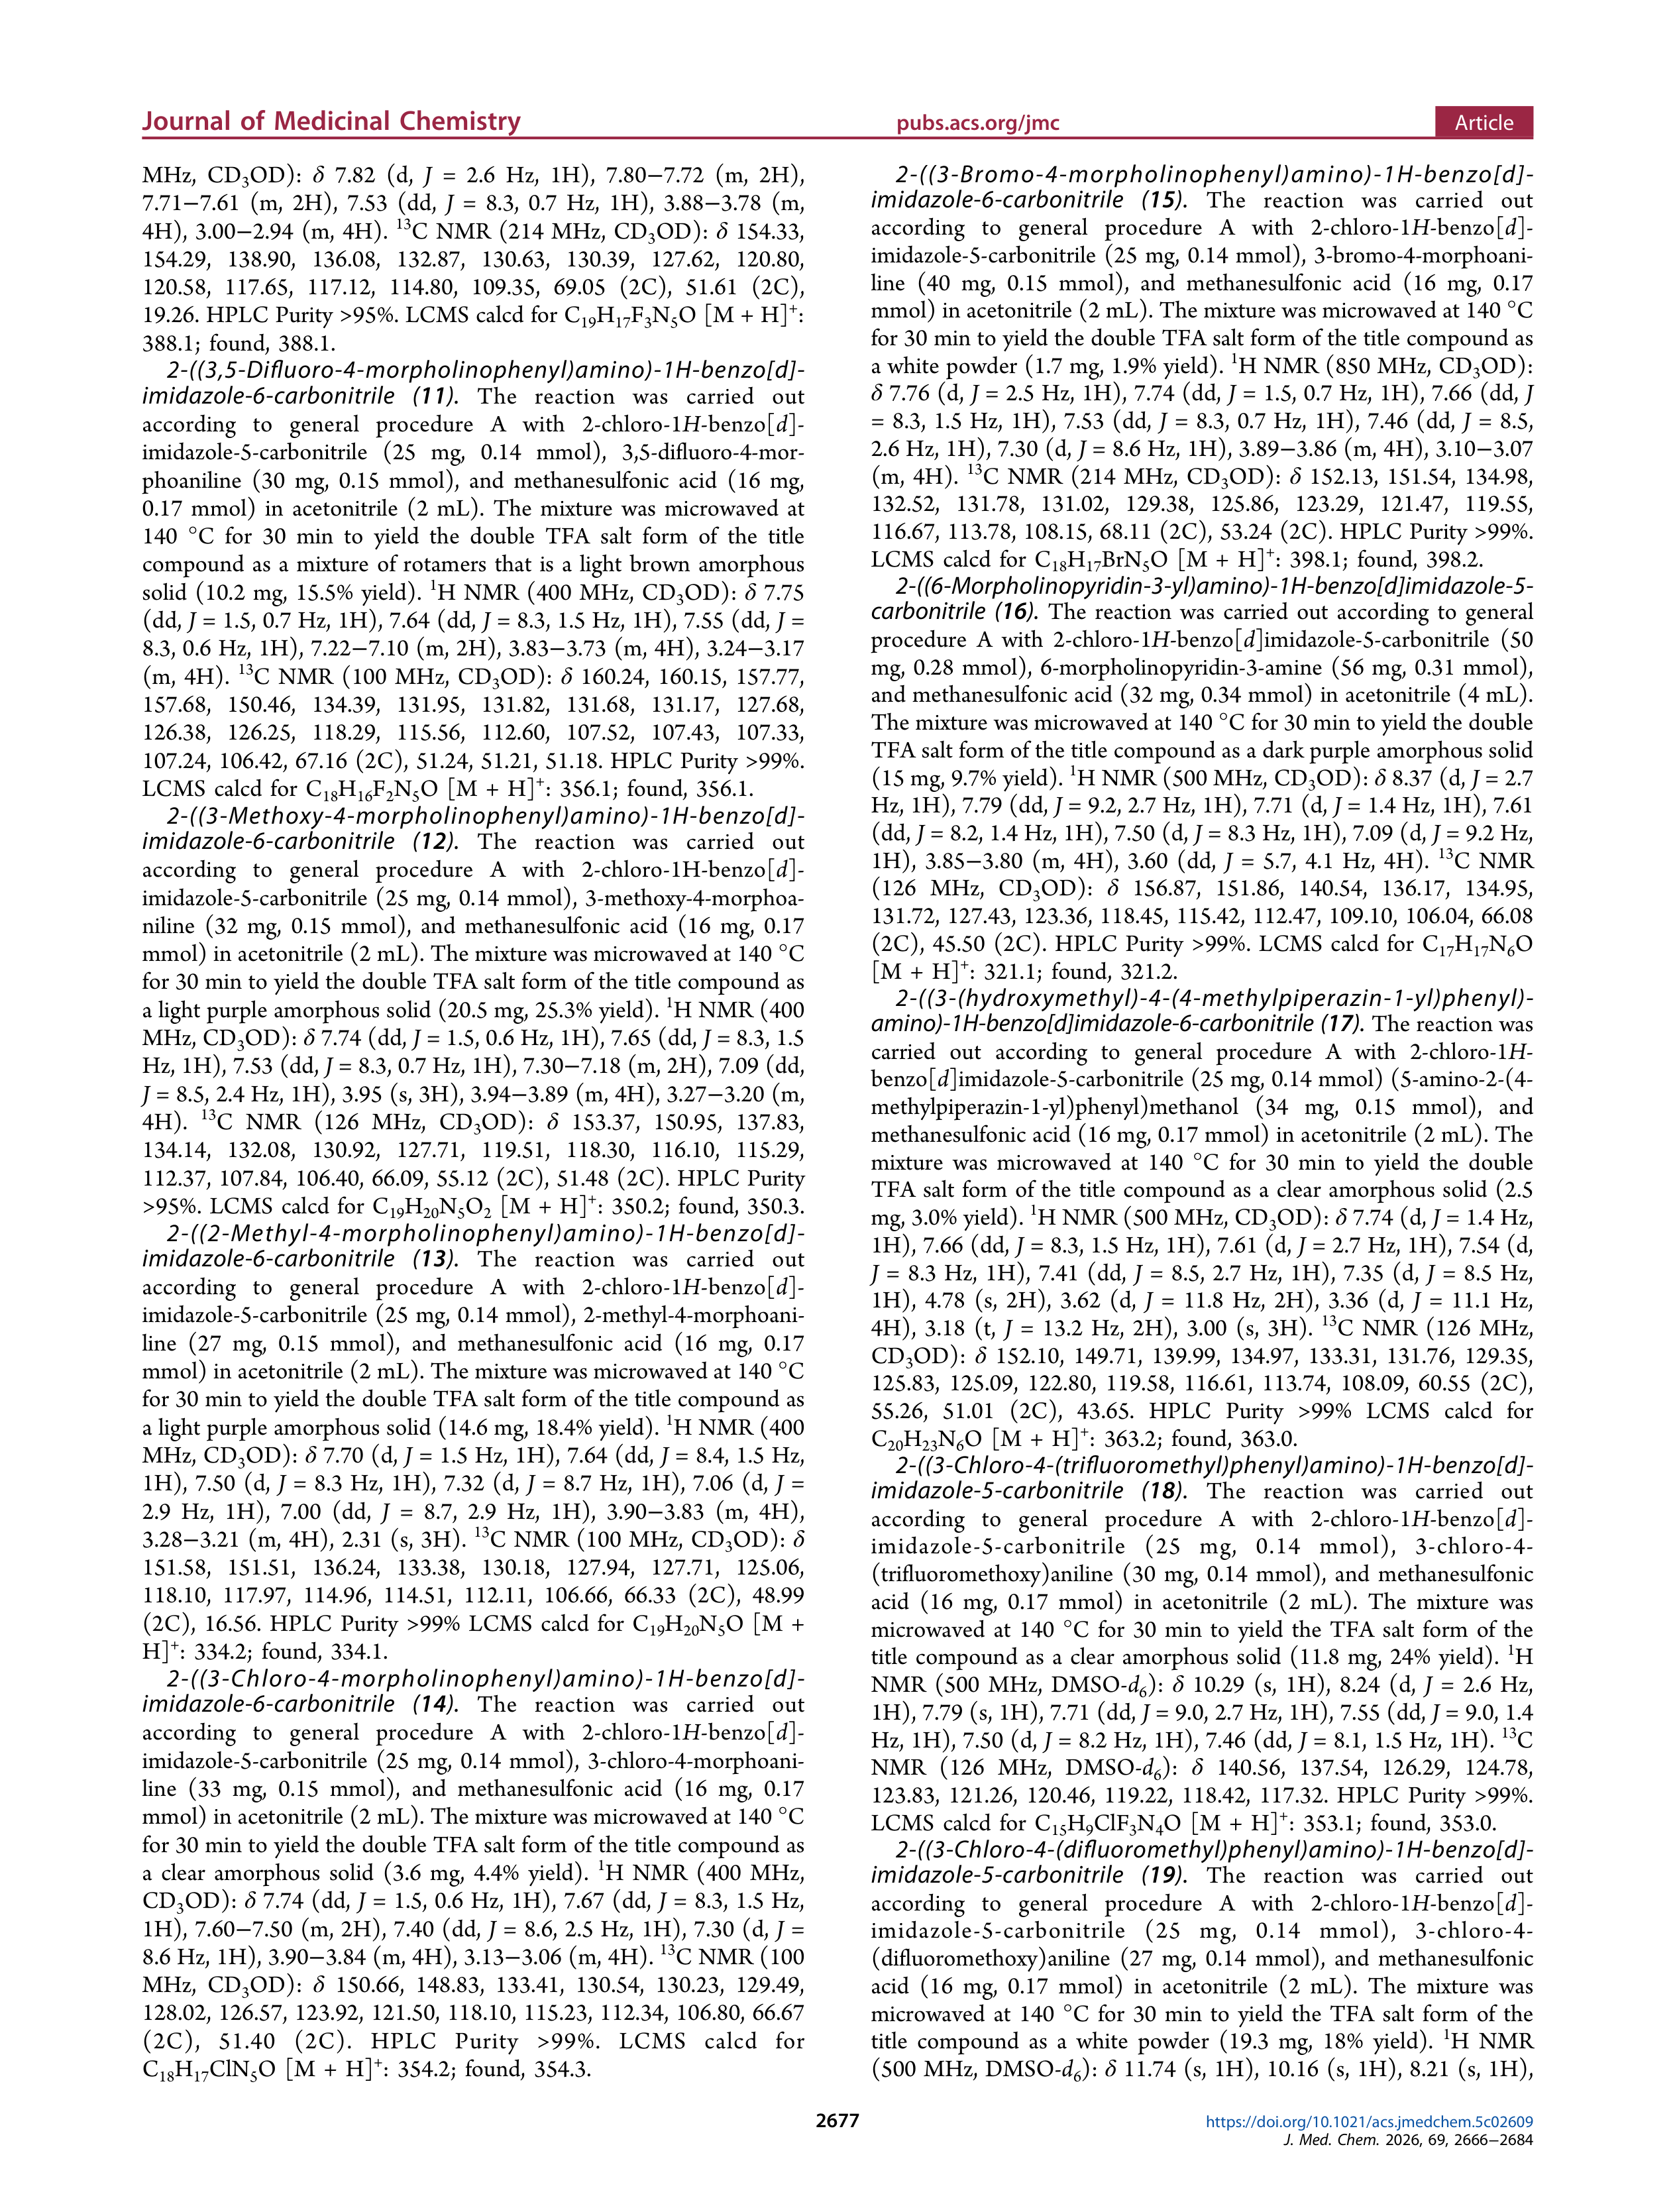 Journal of Medicinal Chemistry
pubs.acs.org/jmc
Article
MHz, CD₃OD): δ 7.82 (d, J = 2.6 Hz, 1H), 7.80−7.72 (m, 2H),
7.71−7.61 (m, 2H), 7.53 (dd, J = 8.3, 0.7 Hz, 1H), 3.88−3.78 (m,
4H), 3.00−2.94 (m, 4H). ¹³C NMR (214 MHz, CD₃OD): δ 154.33,
154.29, 138.90, 136.08, 132.87, 130.63, 130.39, 127.62, 120.80,
120.58, 117.65, 117.12, 114.80, 109.35, 69.05 (2C), 51.61 (2C),
19.26. HPLC Purity >95%. LCMS calcd for C₁₉H₁₇F₃N₅O [M + H]⁺:
388.1; found, 388.1.
2-((3,5-Difluoro-4-morpholinophenyl)amino)-1H-benzo[d]-
imidazole-6-carbonitrile (11). The reaction was carried out
according to general procedure A with 2-chloro-1H-benzo[d]-
imidazole-5-carbonitrile (25 mg, 0.14 mmol), 3,5-difluoro-4-mor-
phoaniline (30 mg, 0.15 mmol), and methanesulfonic acid (16 mg,
0.17 mmol) in acetonitrile (2 mL). The mixture was microwaved at
140 °C for 30 min to yield the double TFA salt form of the title
compound as a mixture of rotamers that is a light brown amorphous
solid (10.2 mg, 15.5% yield). ¹H NMR (400 MHz, CD₃OD): δ 7.75
(dd, J = 1.5, 0.7 Hz, 1H), 7.64 (dd, J = 8.3, 1.5 Hz, 1H), 7.55 (dd, J =
8.3, 0.6 Hz, 1H), 7.22−7.10 (m, 2H), 3.83−3.73 (m, 4H), 3.24−3.17
(m, 4H). ¹³C NMR (100 MHz, CD₃OD): δ 160.24, 160.15, 157.77,
157.68, 150.46, 134.39, 131.95, 131.82, 131.68, 131.17, 127.68,
126.38, 126.25, 118.29, 115.56, 112.60, 107.52, 107.43, 107.33,
107.24, 106.42, 67.16 (2C), 51.24, 51.21, 51.18. HPLC Purity >99%.
LCMS calcd for C₁₈H₁₆F₂N₅O [M + H]⁺: 356.1; found, 356.1.
2-((3-Methoxy-4-morpholinophenyl)amino)-1H-benzo[d]-
imidazole-6-carbonitrile (12). The reaction was carried out
according to general procedure A with 2-chloro-1H-benzo[d]-
imidazole-5-carbonitrile (25 mg, 0.14 mmol), 3-methoxy-4-morphoa-
niline (32 mg, 0.15 mmol), and methanesulfonic acid (16 mg, 0.17
mmol) in acetonitrile (2 mL). The mixture was microwaved at 140 °C
for 30 min to yield the double TFA salt form of the title compound as
a light purple amorphous solid (20.5 mg, 25.3% yield). ¹H NMR (400
MHz, CD₃OD): δ 7.74 (dd, J = 1.5, 0.6 Hz, 1H), 7.65 (dd, J = 8.3, 1.5
Hz, 1H), 7.53 (dd, J = 8.3, 0.7 Hz, 1H), 7.30−7.18 (m, 2H), 7.09 (dd,
J = 8.5, 2.4 Hz, 1H), 3.95 (s, 3H), 3.94−3.89 (m, 4H), 3.27−3.20 (m,
4H). ¹³C NMR (126 MHz, CD₃OD): δ 153.37, 150.95, 137.83,
134.14, 132.08, 130.92, 127.71, 119.51, 118.30, 116.10, 115.29,
112.37, 107.84, 106.40, 66.09, 55.12 (2C), 51.48 (2C). HPLC Purity
>95%. LCMS calcd for C₁₉H₂₀N₅O₂ [M + H]⁺: 350.2; found, 350.3.
2-((2-Methyl-4-morpholinophenyl)amino)-1H-benzo[d]-
imidazole-6-carbonitrile (13). The reaction was carried out
according to general procedure A with 2-chloro-1H-benzo[d]-
imidazole-5-carbonitrile (25 mg, 0.14 mmol), 2-methyl-4-morphoani-
line (27 mg, 0.15 mmol), and methanesulfonic acid (16 mg, 0.17
mmol) in acetonitrile (2 mL). The mixture was microwaved at 140 °C
for 30 min to yield the double TFA salt form of the title compound as
a light purple amorphous solid (14.6 mg, 18.4% yield). ¹H NMR (400
MHz, CD₃OD): δ 7.70 (d, J = 1.5 Hz, 1H), 7.64 (dd, J = 8.4, 1.5 Hz,
1H), 7.50 (d, J = 8.3 Hz, 1H), 7.32 (d, J = 8.7 Hz, 1H), 7.06 (d, J =
2.9 Hz, 1H), 7.00 (dd, J = 8.7, 2.9 Hz, 1H), 3.90−3.83 (m, 4H),
3.28−3.21 (m, 4H), 2.31 (s, 3H). ¹³C NMR (100 MHz, CD₃OD): δ
151.58, 151.51, 136.24, 133.38, 130.18, 127.94, 127.71, 125.06,
118.10, 117.97, 114.96, 114.51, 112.11, 106.66, 66.33 (2C), 48.99
(2C), 16.56. HPLC Purity >99% LCMS calcd for C₁₉H₂₀N₅O [M +
H]⁺: 334.2; found, 334.1.
2-((3-Chloro-4-morpholinophenyl)amino)-1H-benzo[d]-
imidazole-6-carbonitrile (14). The reaction was carried out
according to general procedure A with 2-chloro-1H-benzo[d]-
imidazole-5-carbonitrile (25 mg, 0.14 mmol), 3-chloro-4-morphoani-
line (33 mg, 0.15 mmol), and methanesulfonic acid (16 mg, 0.17
mmol) in acetonitrile (2 mL). The mixture was microwaved at 140 °C
for 30 min to yield the double TFA salt form of the title compound as
a clear amorphous solid (3.6 mg, 4.4% yield). ¹H NMR (400 MHz,
CD₃OD): δ 7.74 (dd, J = 1.5, 0.6 Hz, 1H), 7.67 (dd, J = 8.3, 1.5 Hz,
1H), 7.60−7.50 (m, 2H), 7.40 (dd, J = 8.6, 2.5 Hz, 1H), 7.30 (d, J =
8.6 Hz, 1H), 3.90−3.84 (m, 4H), 3.13−3.06 (m, 4H). ¹³C NMR (100
MHz, CD₃OD): δ 150.66, 148.83, 133.41, 130.54, 130.23, 129.49,
128.02, 126.57, 123.92, 121.50, 118.10, 115.23, 112.34, 106.80, 66.67
(2C), 51.40 (2C). HPLC Purity >99%. LCMS calcd for
C₁₈H₁₇ClN₅O [M + H]⁺: 354.2; found, 354.3.
2-((3-Bromo-4-morpholinophenyl)amino)-1H-benzo[d]-
imidazole-6-carbonitrile (15). The reaction was carried out
according to general procedure A with 2-chloro-1H-benzo[d]-
imidazole-5-carbonitrile (25 mg, 0.14 mmol), 3-bromo-4-morphoani-
line (40 mg, 0.15 mmol), and methanesulfonic acid (16 mg, 0.17
mmol) in acetonitrile (2 mL). The mixture was microwaved at 140 °C
for 30 min to yield the double TFA salt form of the title compound as
a white powder (1.7 mg, 1.9% yield). ¹H NMR (850 MHz, CD₃OD):
δ 7.76 (d, J = 2.5 Hz, 1H), 7.74 (dd, J = 1.5, 0.7 Hz, 1H), 7.66 (dd, J
= 8.3, 1.5 Hz, 1H), 7.53 (dd, J = 8.3, 0.7 Hz, 1H), 7.46 (dd, J = 8.5,
2.6 Hz, 1H), 7.30 (d, J = 8.6 Hz, 1H), 3.89−3.86 (m, 4H), 3.10−3.07
(m, 4H). ¹³C NMR (214 MHz, CD₃OD): δ 152.13, 151.54, 134.98,
132.52, 131.78, 131.02, 129.38, 125.86, 123.29, 121.47, 119.55,
116.67, 113.78, 108.15, 68.11 (2C), 53.24 (2C). HPLC Purity >99%.
LCMS calcd for C₁₈H₁₇BrN₅O [M + H]⁺: 398.1; found, 398.2.
2-((6-Morpholinopyridin-3-yl)amino)-1H-benzo[d]imidazole-5-
carbonitrile (16). The reaction was carried out according to general
procedure A with 2-chloro-1H-benzo[d]imidazole-5-carbonitrile (50
mg, 0.28 mmol), 6-morpholinopyridin-3-amine (56 mg, 0.31 mmol),
and methanesulfonic acid (32 mg, 0.34 mmol) in acetonitrile (4 mL).
The mixture was microwaved at 140 °C for 30 min to yield the double
TFA salt form of the title compound as a dark purple amorphous solid
(15 mg, 9.7% yield). ¹H NMR (500 MHz, CD₃OD): δ 8.37 (d, J = 2.7
Hz, 1H), 7.79 (dd, J = 9.2, 2.7 Hz, 1H), 7.71 (d, J = 1.4 Hz, 1H), 7.61
(dd, J = 8.2, 1.4 Hz, 1H), 7.50 (d, J = 8.3 Hz, 1H), 7.09 (d, J = 9.2 Hz,
1H), 3.85−3.80 (m, 4H), 3.60 (dd, J = 5.7, 4.1 Hz, 4H). ¹³C NMR
(126 MHz, CD₃OD): δ 156.87, 151.86, 140.54, 136.17, 134.95,
131.72, 127.43, 123.36, 118.45, 115.42, 112.47, 109.10, 106.04, 66.08
(2C), 45.50 (2C). HPLC Purity >99%. LCMS calcd for C₁₇H₁₇N₆O
[M + H]⁺: 321.1; found, 321.2.
2-((3-(hydroxymethyl)-4-(4-methylpiperazin-1-yl)phenyl)-
amino)-1H-benzo[d]imidazole-6-carbonitrile (17). The reaction was
carried out according to general procedure A with 2-chloro-1H-
benzo[d]imidazole-5-carbonitrile (25 mg, 0.14 mmol) (5-amino-2-(4-
methylpiperazin-1-yl)phenyl)methanol (34 mg, 0.15 mmol), and
methanesulfonic acid (16 mg, 0.17 mmol) in acetonitrile (2 mL). The
mixture was microwaved at 140 °C for 30 min to yield the double
TFA salt form of the title compound as a clear amorphous solid (2.5
mg, 3.0% yield). ¹H NMR (500 MHz, CD₃OD): δ 7.74 (d, J = 1.4 Hz,
1H), 7.66 (dd, J = 8.3, 1.5 Hz, 1H), 7.61 (d, J = 2.7 Hz, 1H), 7.54 (d,
J = 8.3 Hz, 1H), 7.41 (dd, J = 8.5, 2.7 Hz, 1H), 7.35 (d, J = 8.5 Hz,
1H), 4.78 (s, 2H), 3.62 (d, J = 11.8 Hz, 2H), 3.36 (d, J = 11.1 Hz,
4H), 3.18 (t, J = 13.2 Hz, 2H), 3.00 (s, 3H). ¹³C NMR (126 MHz,
CD₃OD): δ 152.10, 149.71, 139.99, 134.97, 133.31, 131.76, 129.35,
125.83, 125.09, 122.80, 119.58, 116.61, 113.74, 108.09, 60.55 (2C),
55.26, 51.01 (2C), 43.65. HPLC Purity >99% LCMS calcd for
C₂₀H₂₃N₆O [M + H]⁺: 363.2; found, 363.0.
2-((3-Chloro-4-(trifluoromethyl)phenyl)amino)-1H-benzo[d]-
imidazole-5-carbonitrile (18). The reaction was carried out
according to general procedure A with 2-chloro-1H-benzo[d]-
imidazole-5-carbonitrile (25 mg, 0.14 mmol), 3-chloro-4-
(trifluoromethoxy)aniline (30 mg, 0.14 mmol), and methanesulfonic
acid (16 mg, 0.17 mmol) in acetonitrile (2 mL). The mixture was
microwaved at 140 °C for 30 min to yield the TFA salt form of the
title compound as a clear amorphous solid (11.8 mg, 24% yield). ¹H
NMR (500 MHz, DMSO-d₆): δ 10.29 (s, 1H), 8.24 (d, J = 2.6 Hz,
1H), 7.79 (s, 1H), 7.71 (dd, J = 9.0, 2.7 Hz, 1H), 7.55 (dd, J = 9.0, 1.4
Hz, 1H), 7.50 (d, J = 8.2 Hz, 1H), 7.46 (dd, J = 8.1, 1.5 Hz, 1H). ¹³C
NMR (126 MHz, DMSO-d₆): δ 140.56, 137.54, 126.29, 124.78,
123.83, 121.26, 120.46, 119.22, 118.42, 117.32. HPLC Purity >99%.
LCMS calcd for C₁₅H₉ClF₃N₄O [M + H]⁺: 353.1; found, 353.0.
2-((3-Chloro-4-(difluoromethyl)phenyl)amino)-1H-benzo[d]-
imidazole-5-carbonitrile (19). The reaction was carried out
according to general procedure A with 2-chloro-1H-benzo[d]-
imidazole-5-carbonitrile (25 mg, 0.14 mmol), 3-chloro-4-
(difluoromethoxy)aniline (27 mg, 0.14 mmol), and methanesulfonic
acid (16 mg, 0.17 mmol) in acetonitrile (2 mL). The mixture was
microwaved at 140 °C for 30 min to yield the TFA salt form of the
title compound as a white powder (19.3 mg, 18% yield). ¹H NMR
(500 MHz, DMSO-d₆): δ 11.74 (s, 1H), 10.16 (s, 1H), 8.21 (s, 1H),
2677
https://doi.org/10.1021/acs.jmedchem.5c02609
J. Med. Chem. 2026, 69, 2666−2684